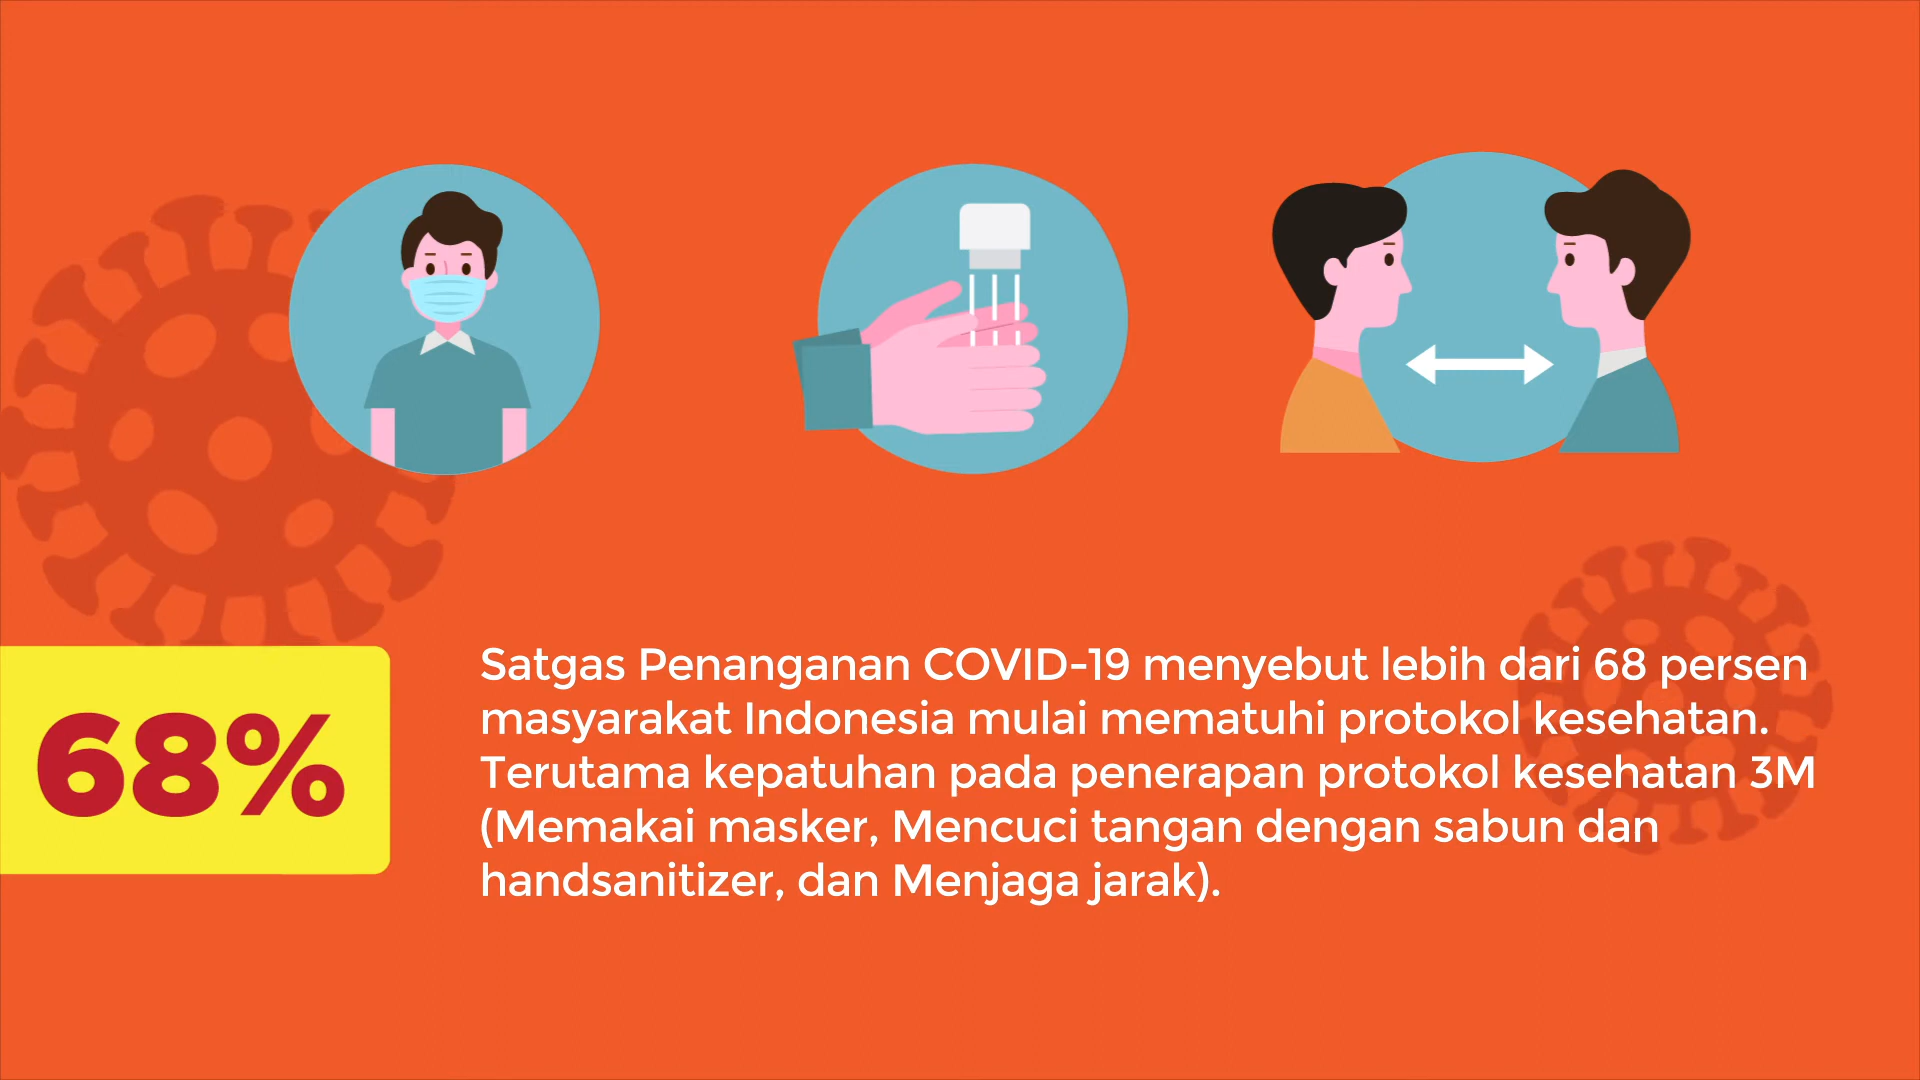 68%
Satgas Penanganan COVID-19 menyebut lebih dari 68 persen
masyarakat Indonesia mulai mematuhi protokol kesehatan.
Terutama kepatuhan pada penerapan protokol kesehatan 3M
(Memakai masker, Mencuci tangan dengan sabun dan
handsanitizer, dan Menjaga jarak).